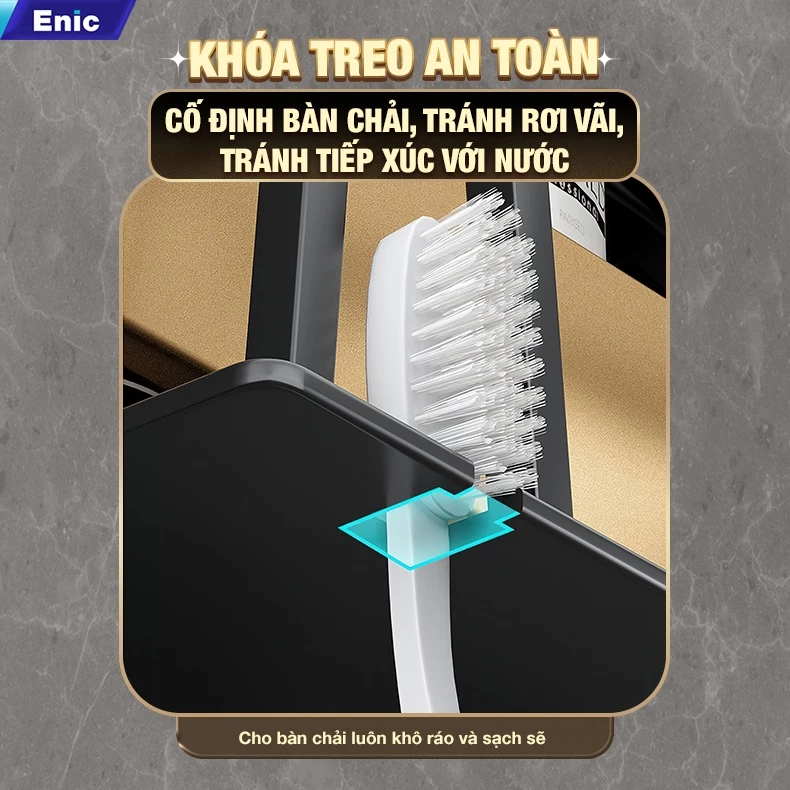 Enic
KHÓA TREO AN TOÀN
CỐ ĐỊNH BÀN CHẢI, TRÁNH RƠI VÃI,
TRÁNH TIẾP XÚC VỚI NƯỚC
Cho bàn chải luôn khô ráo và sạch sẽ